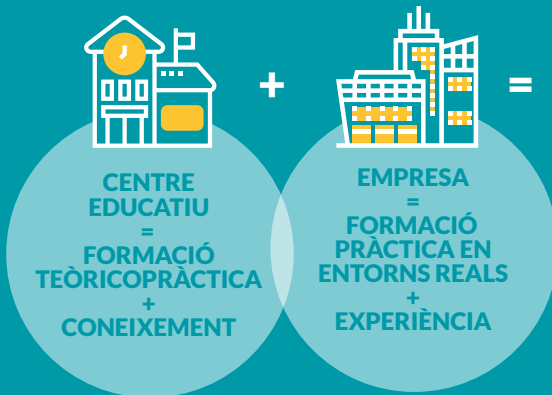 +
=
CENTRE
EDUCATIU
=
FORMACIÓ
TEÒRICOPRÀCTICA
+
CONEIXEMENT
EMPRESA
=
FORMACIÓ
PRÀCTICA EN
ENTORNS REALS
+
EXPERIÈNCIA